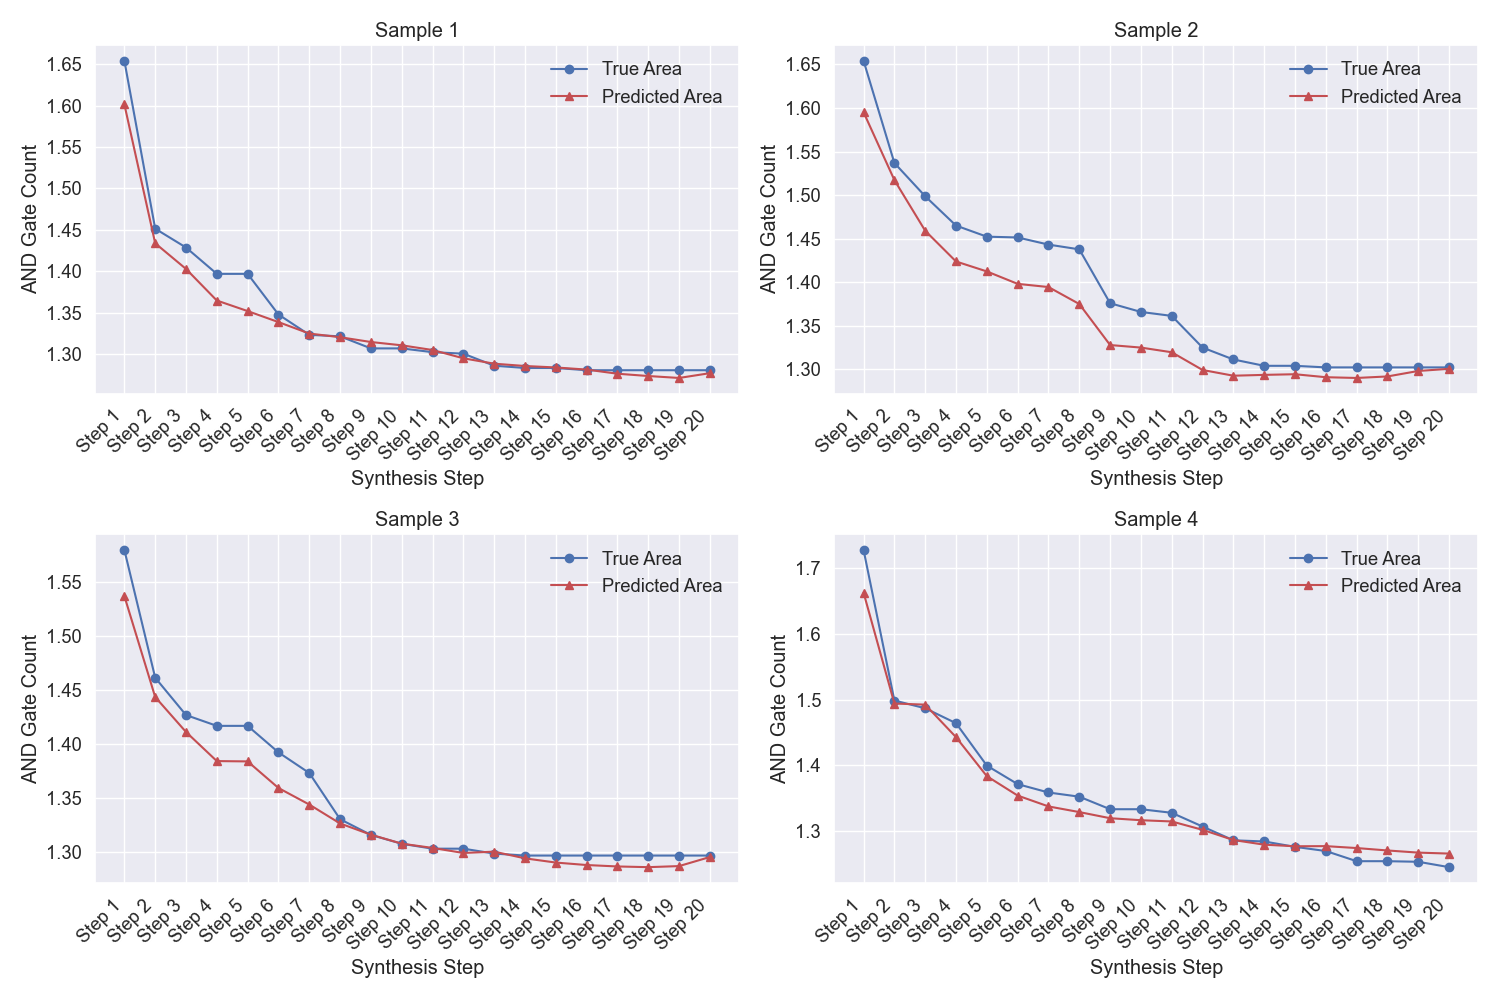 Sample 1
AND Gate Count
1.65
1.60
1.55
1.50
1.45
1.40
1.35
1.30
True Area
Predicted Area
Step 1
Step 2
Step 3
Step 4
Step 5
Step 6
Step 7
Step 8
Step 9
Step 10
Step 11
Step 12
Step 13
Step 14
Step 15
Step 16
Step 17
Step 18
Step 19
Step 20
Synthesis Step
Sample 2
AND Gate Count
1.65
1.60
1.55
1.50
1.45
1.40
1.35
1.30
True Area
Predicted Area
Step 1
Step 2
Step 3
Step 4
Step 5
Step 6
Step 7
Step 8
Step 9
Step 10
Step 11
Step 12
Step 13
Step 14
Step 15
Step 16
Step 17
Step 18
Step 19
Step 20
Synthesis Step
Sample 3
AND Gate Count
1.55
1.50
1.45
1.40
1.35
1.30
True Area
Predicted Area
Step 1
Step 2
Step 3
Step 4
Step 5
Step 6
Step 7
Step 8
Step 9
Step 10
Step 11
Step 12
Step 13
Step 14
Step 15
Step 16
Step 17
Step 18
Step 19
Step 20
Synthesis Step
Sample 4
AND Gate Count
1.7
1.6
1.5
1.4
1.3
True Area
Predicted Area
Step 1
Step 2
Step 3
Step 4
Step 5
Step 6
Step 7
Step 8
Step 9
Step 10
Step 11
Step 12
Step 13
Step 14
Step 15
Step 16
Step 17
Step 18
Step 19
Step 20
Synthesis Step